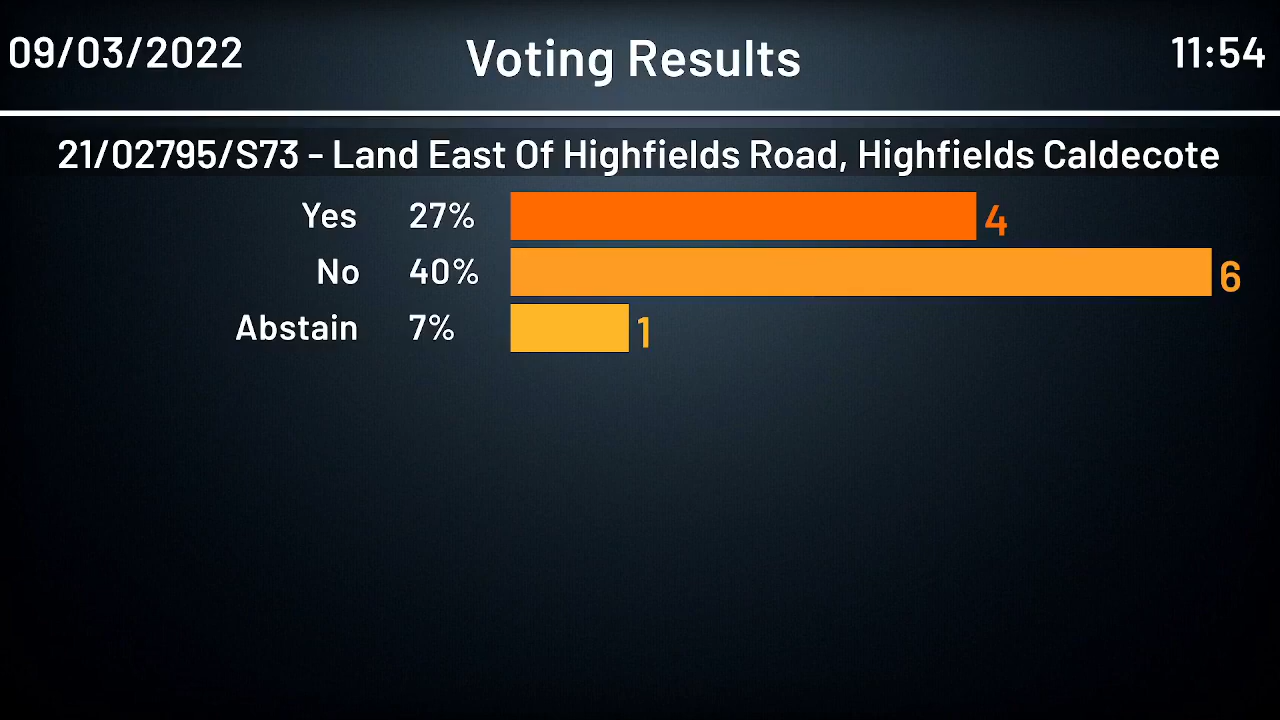 09/03/2022 Voting Results 11:54
21/02795/S73 - Land East Of Highfields Road, Highfields Caldecote
Yes 27% 4
No 40% 6
Abstain 7% 1